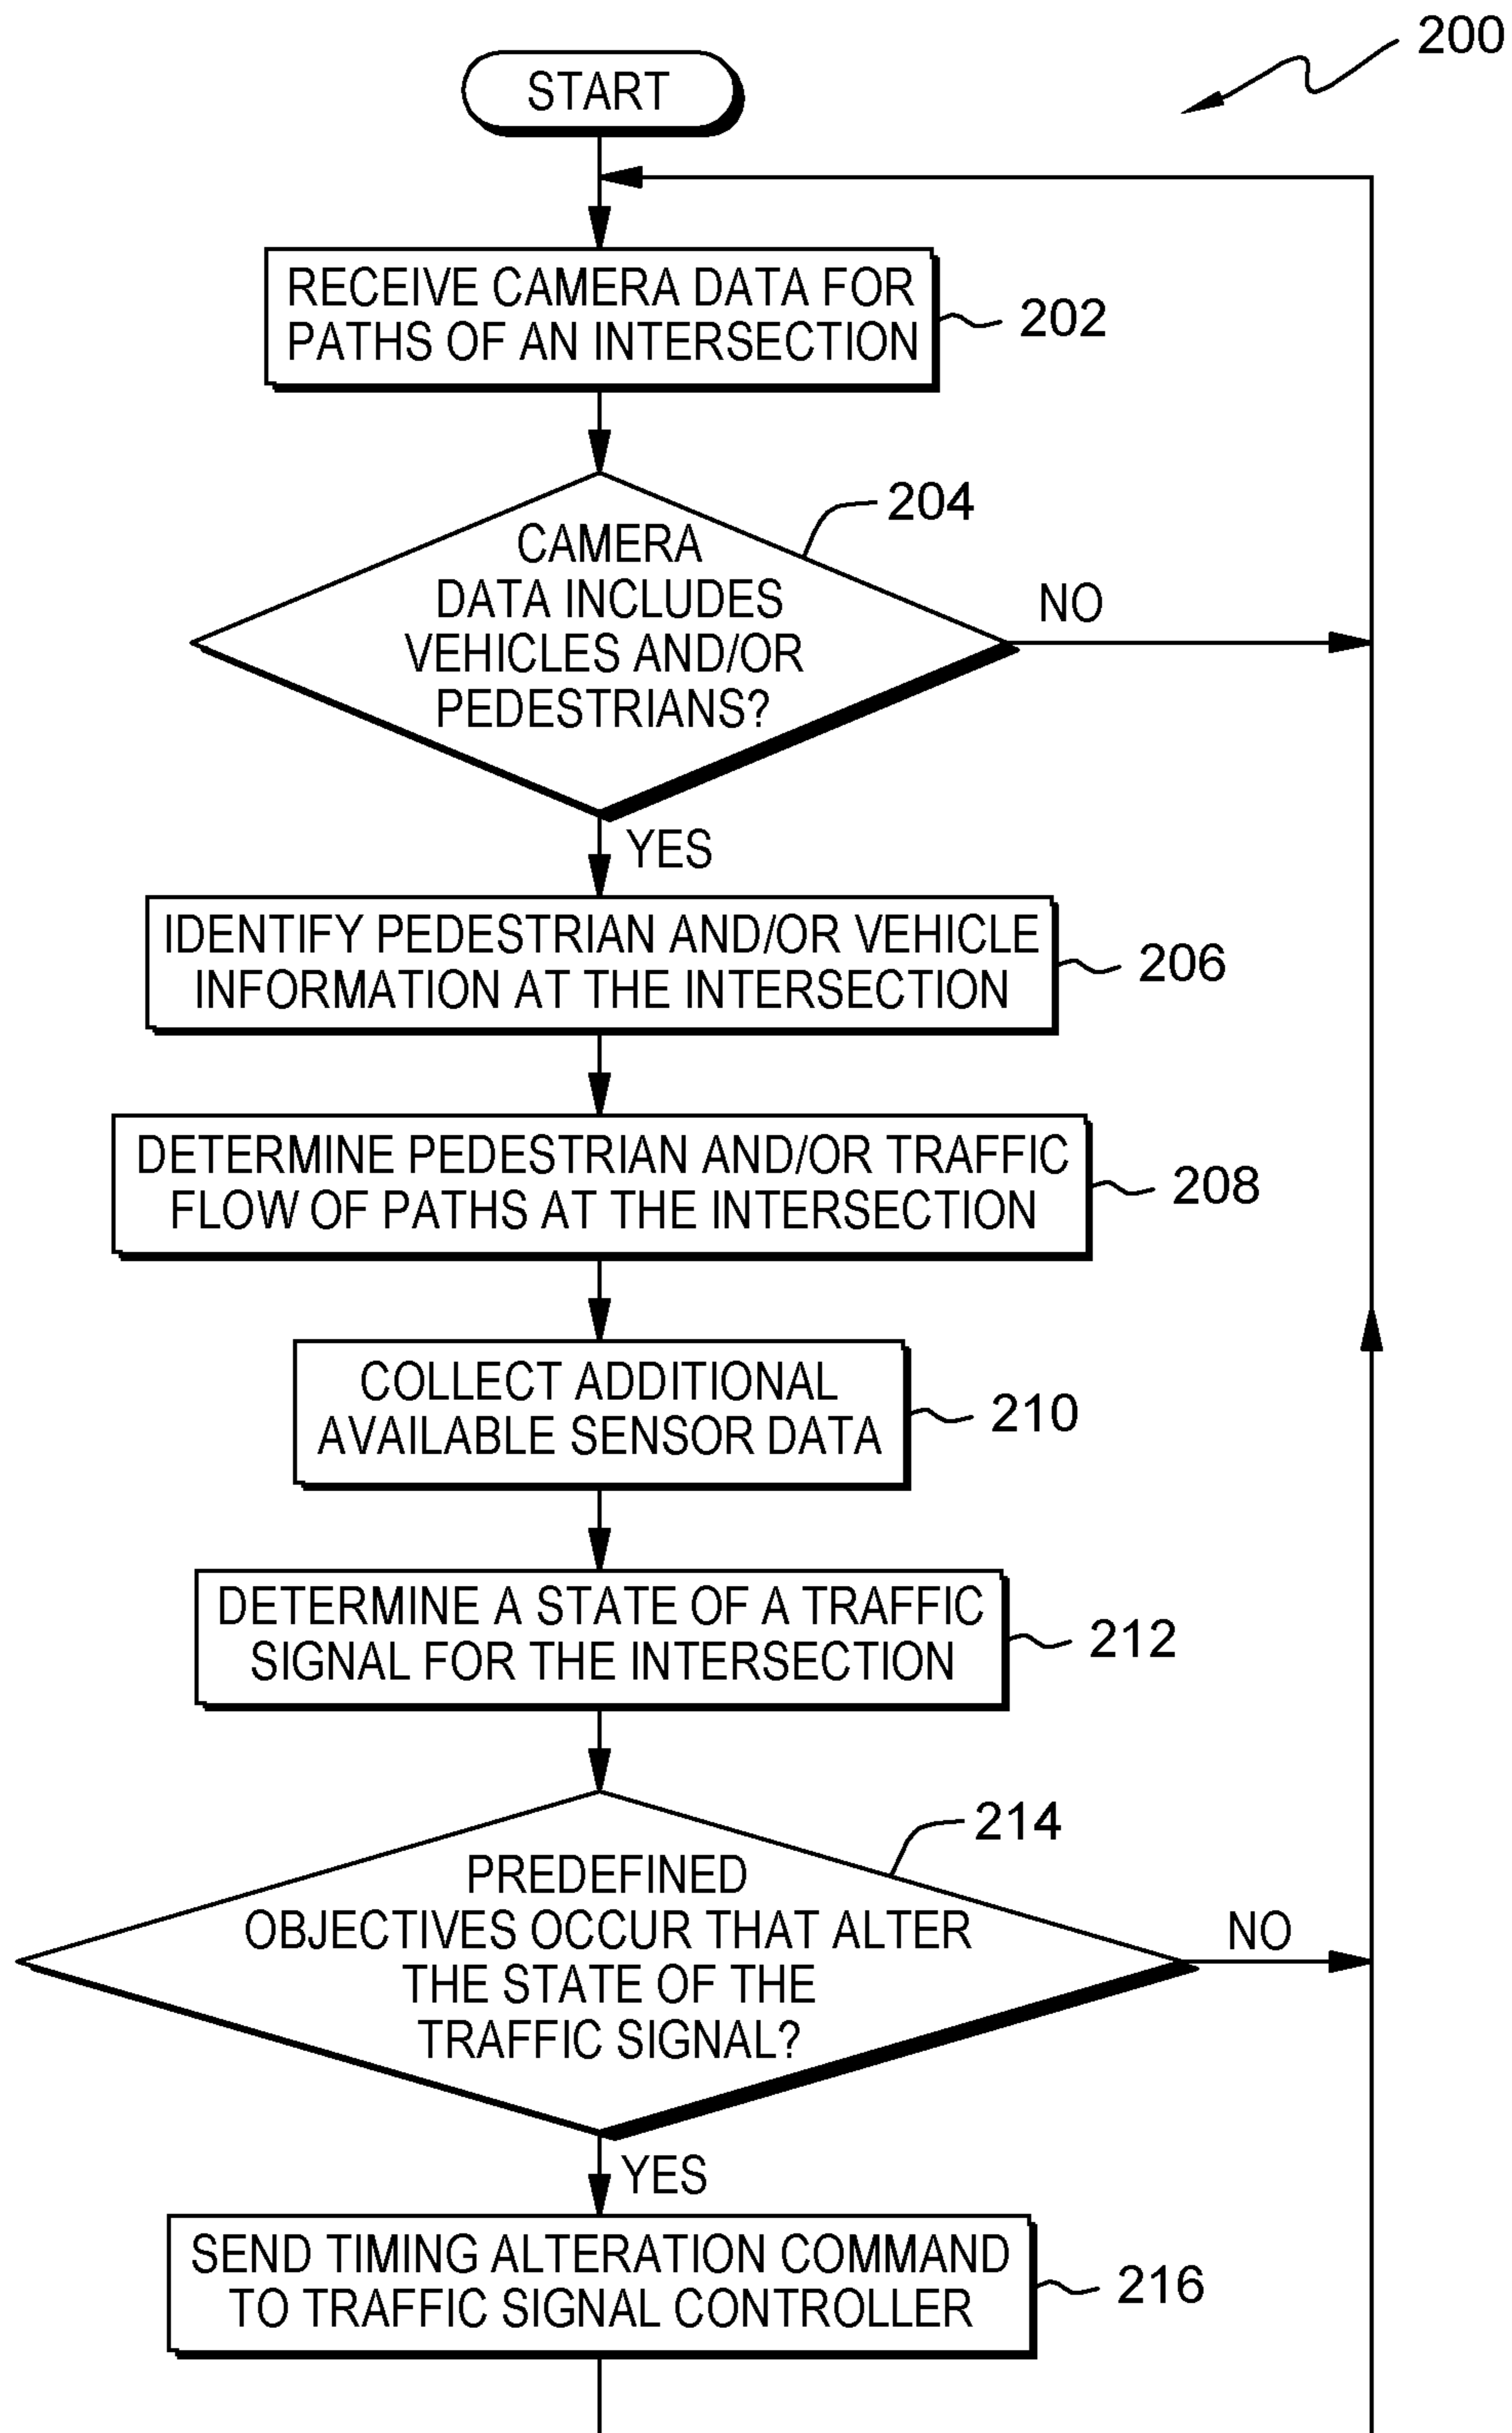 200
START
RECEIVE CAMERA DATA FOR
PATHS OF AN INTERSECTION
202
204
CAMERA
DATA INCLUDES
VEHICLES AND/OR
PEDESTRIANS?
NO
YES
IDENTIFY PEDESTRIAN AND/OR VEHICLE
INFORMATION AT THE INTERSECTION
206
DETERMINE PEDESTRIAN AND/OR TRAFFIC
FLOW OF PATHS AT THE INTERSECTION
208
COLLECT ADDITIONAL
AVAILABLE SENSOR DATA
210
DETERMINE A STATE OF A TRAFFIC
SIGNAL FOR THE INTERSECTION
212
214
PREDEFINED
OBJECTIVES OCCUR THAT ALTER
THE STATE OF THE
TRAFFIC SIGNAL?
NO
YES
SEND TIMING ALTERATION COMMAND
TO TRAFFIC SIGNAL CONTROLLER
216